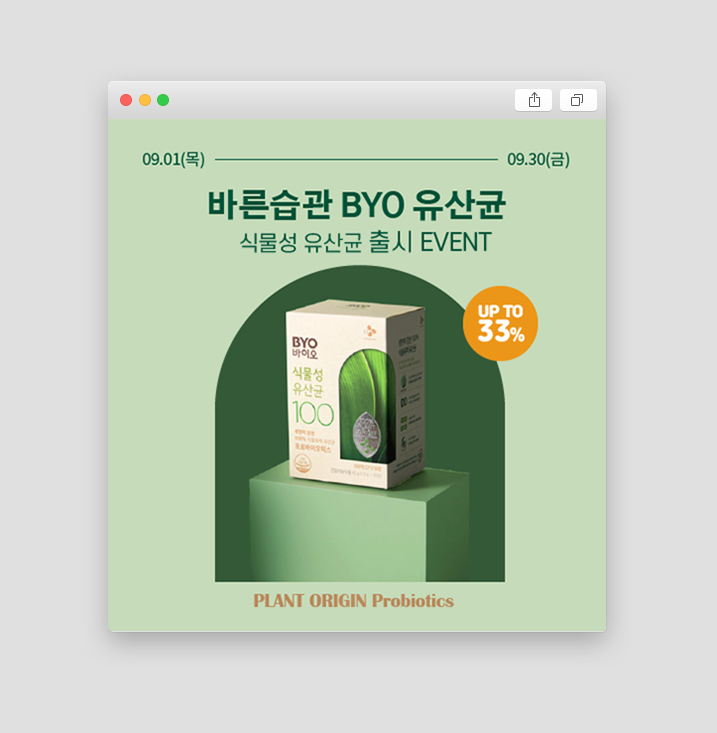 09.01(목) 09.30(금)
바른습관 BYO 유산균
식물성 유산균 출시 EVENT
UP TO
33%
BYO
바이오
식물성
유산균
100
PLANT ORIGIN Probiotics